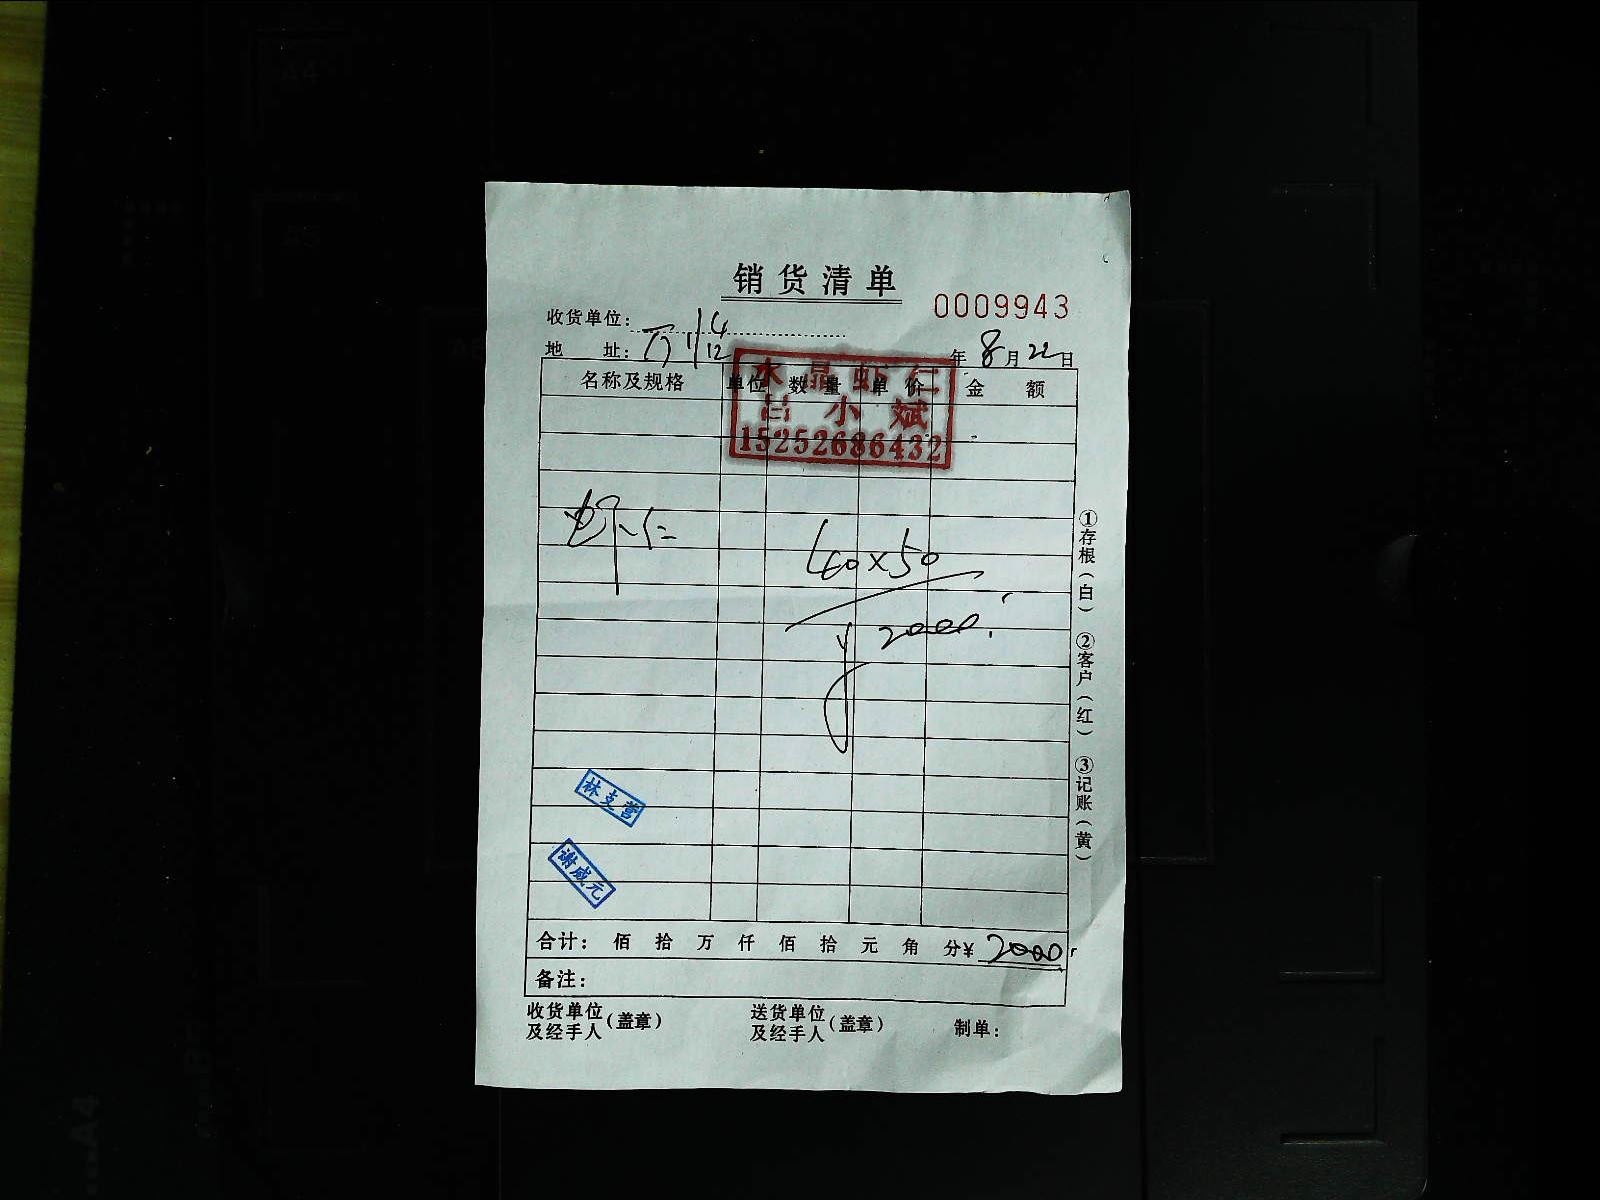 销货清单
0009943
收货单位：
地 址： 年 8 月 22 日
水晶虾仁
吕小斌
15252686432
名称及规格 单位 数量 单价 金额
虾仁 40×50
¥2000.
林支营
谢咸元
合计： 佰 拾 万 仟 佰 拾 元 角 分¥ 2000
备注：
收货单位及经手人（盖章） 送货单位及经手人（盖章） 制单：
①存根（白） ②客户（红） ③记账（黄）